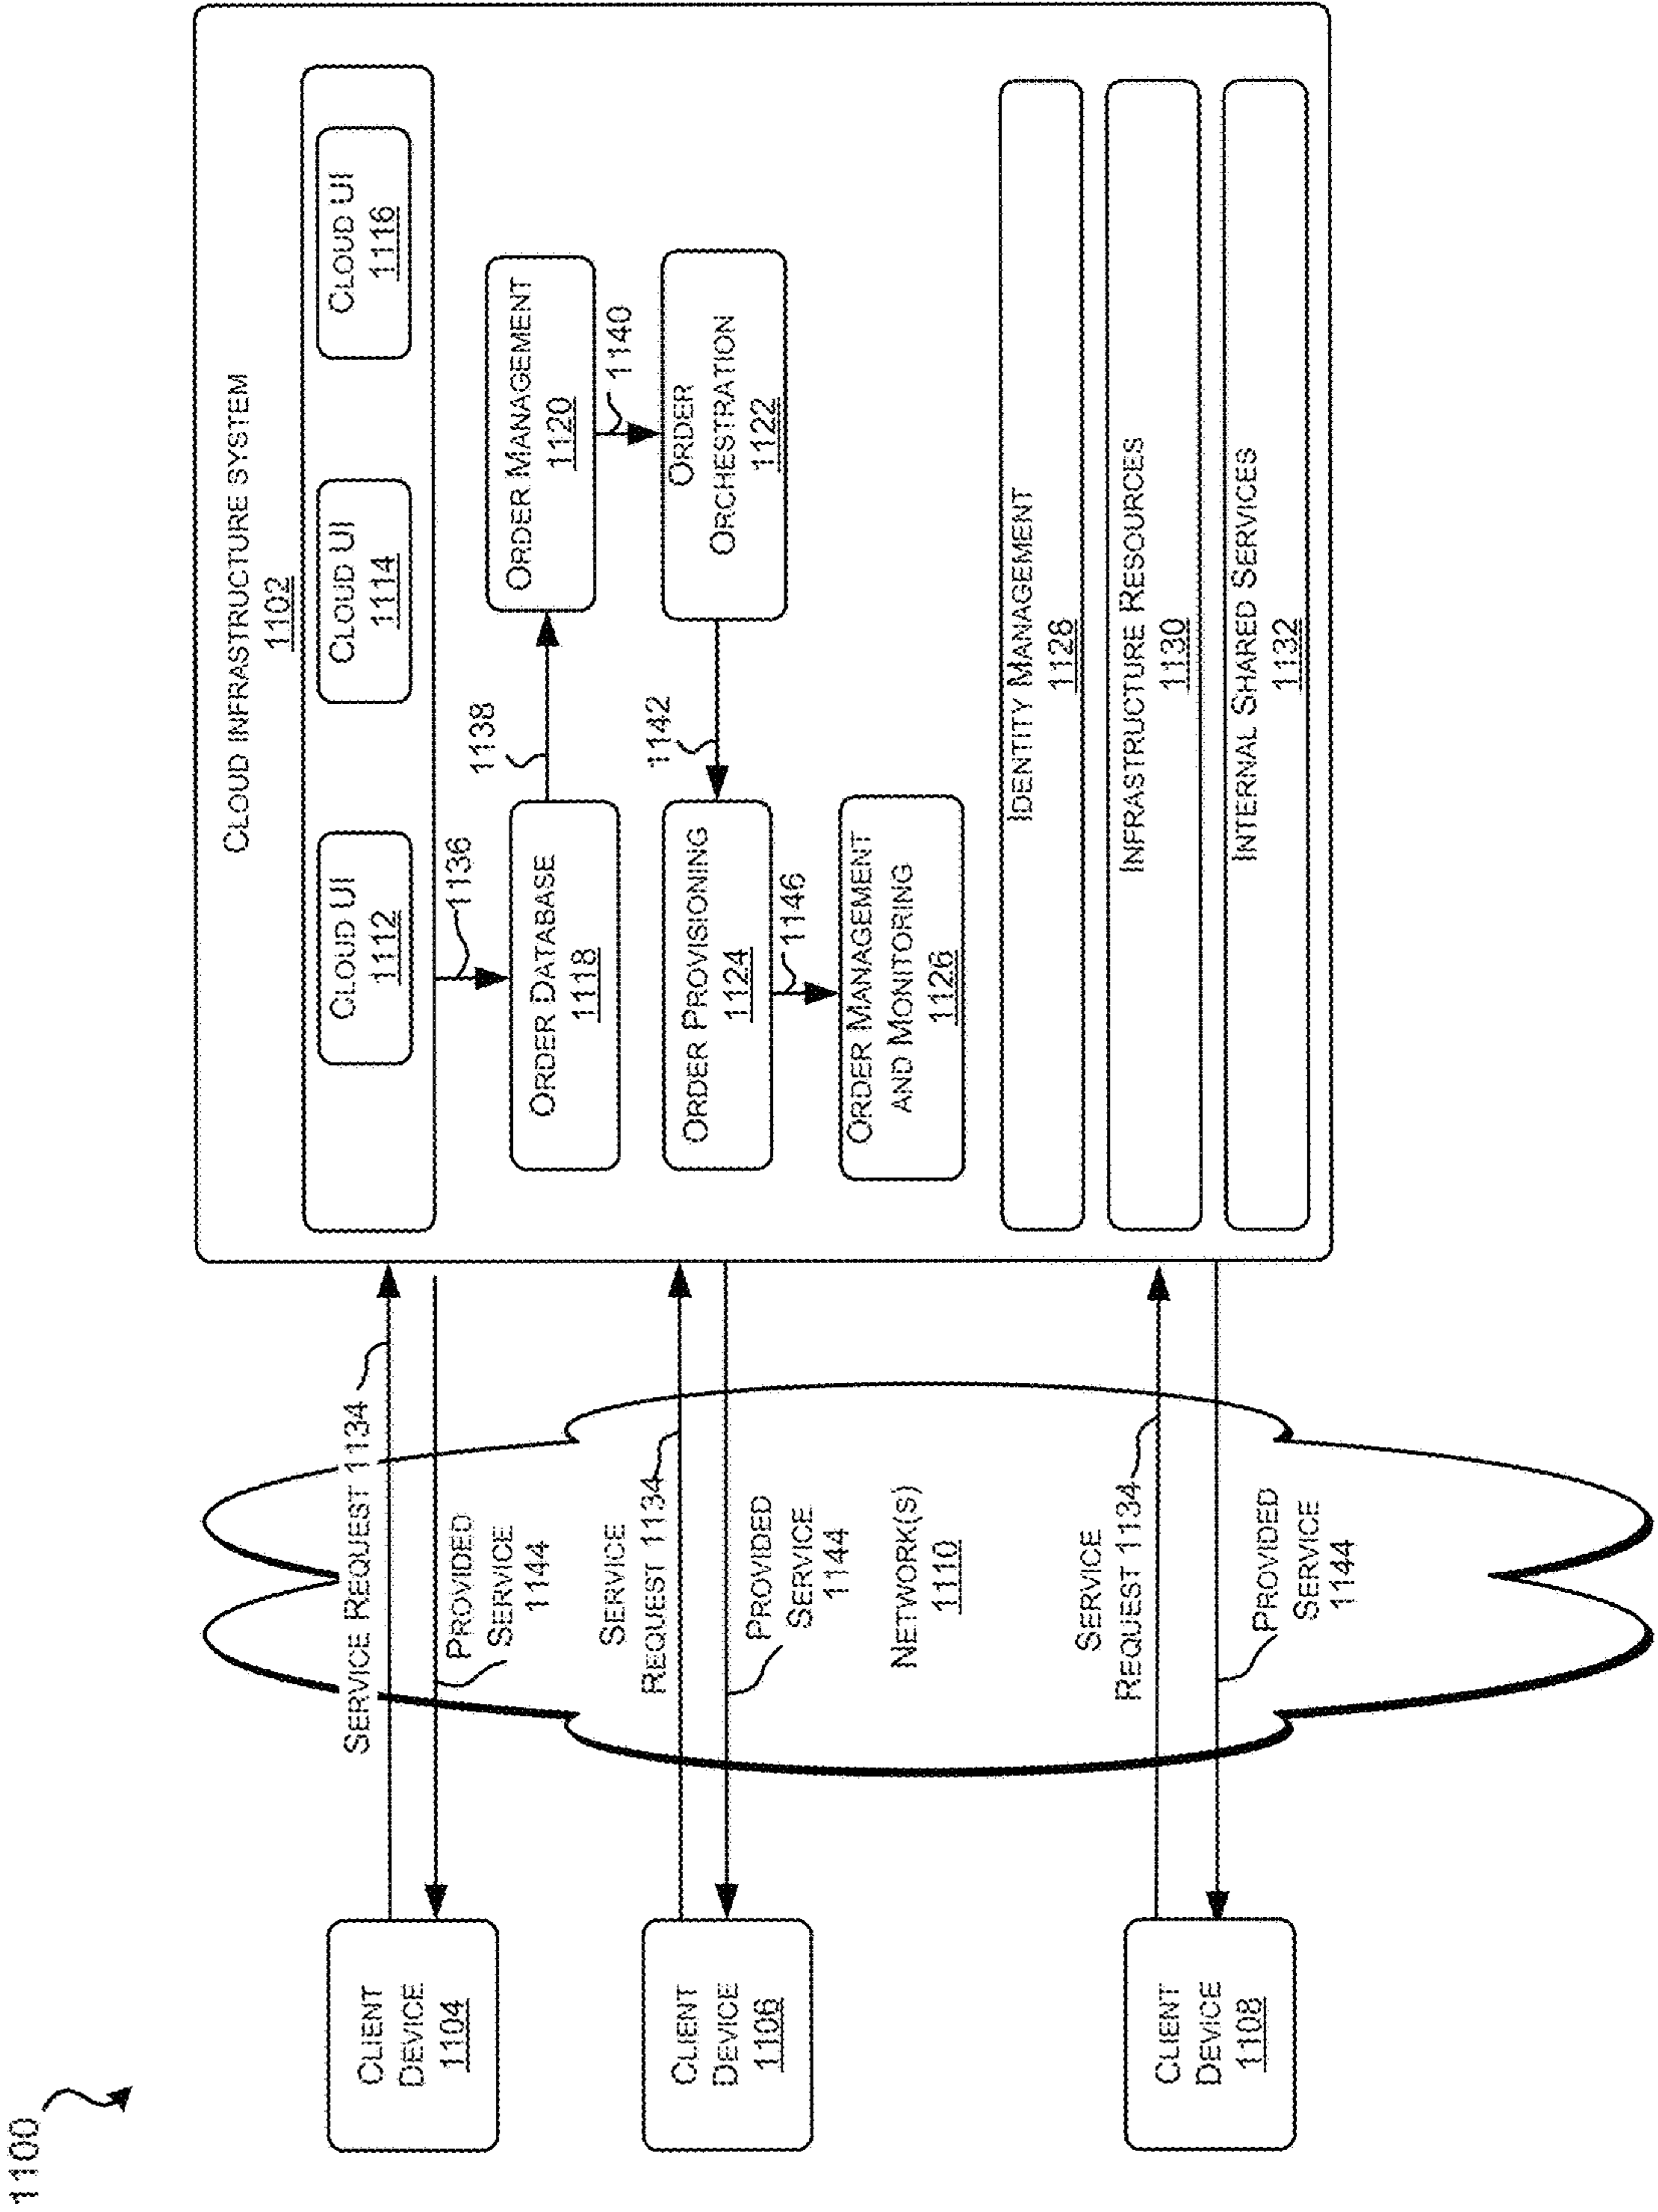 1100
CLIENT
DEVICE
1104
CLIENT
DEVICE
1106
CLIENT
DEVICE
1108
SERVICE REQUEST 1134
PROVIDED
SERVICE
1144
SERVICE
REQUEST 1134
PROVIDED
SERVICE
1144
NETWORK(S)
1110
SERVICE
REQUEST 1134
PROVIDED
SERVICE
1144
CLOUD INFRASTRUCTURE SYSTEM
1102
CLOUD UI
1112
CLOUD UI
1114
CLOUD UI
1116
1136
ORDER DATABASE
1118
1138
ORDER MANAGEMENT
1120
1140
ORDER
ORCHESTRATION
1122
1142
ORDER PROVISIONING
1124
1146
ORDER MANAGEMENT
AND MONITORING
1126
IDENTITY MANAGEMENT
1128
INFRASTRUCTURE RESOURCES
1130
INTERNAL SHARED SERVICES
1132